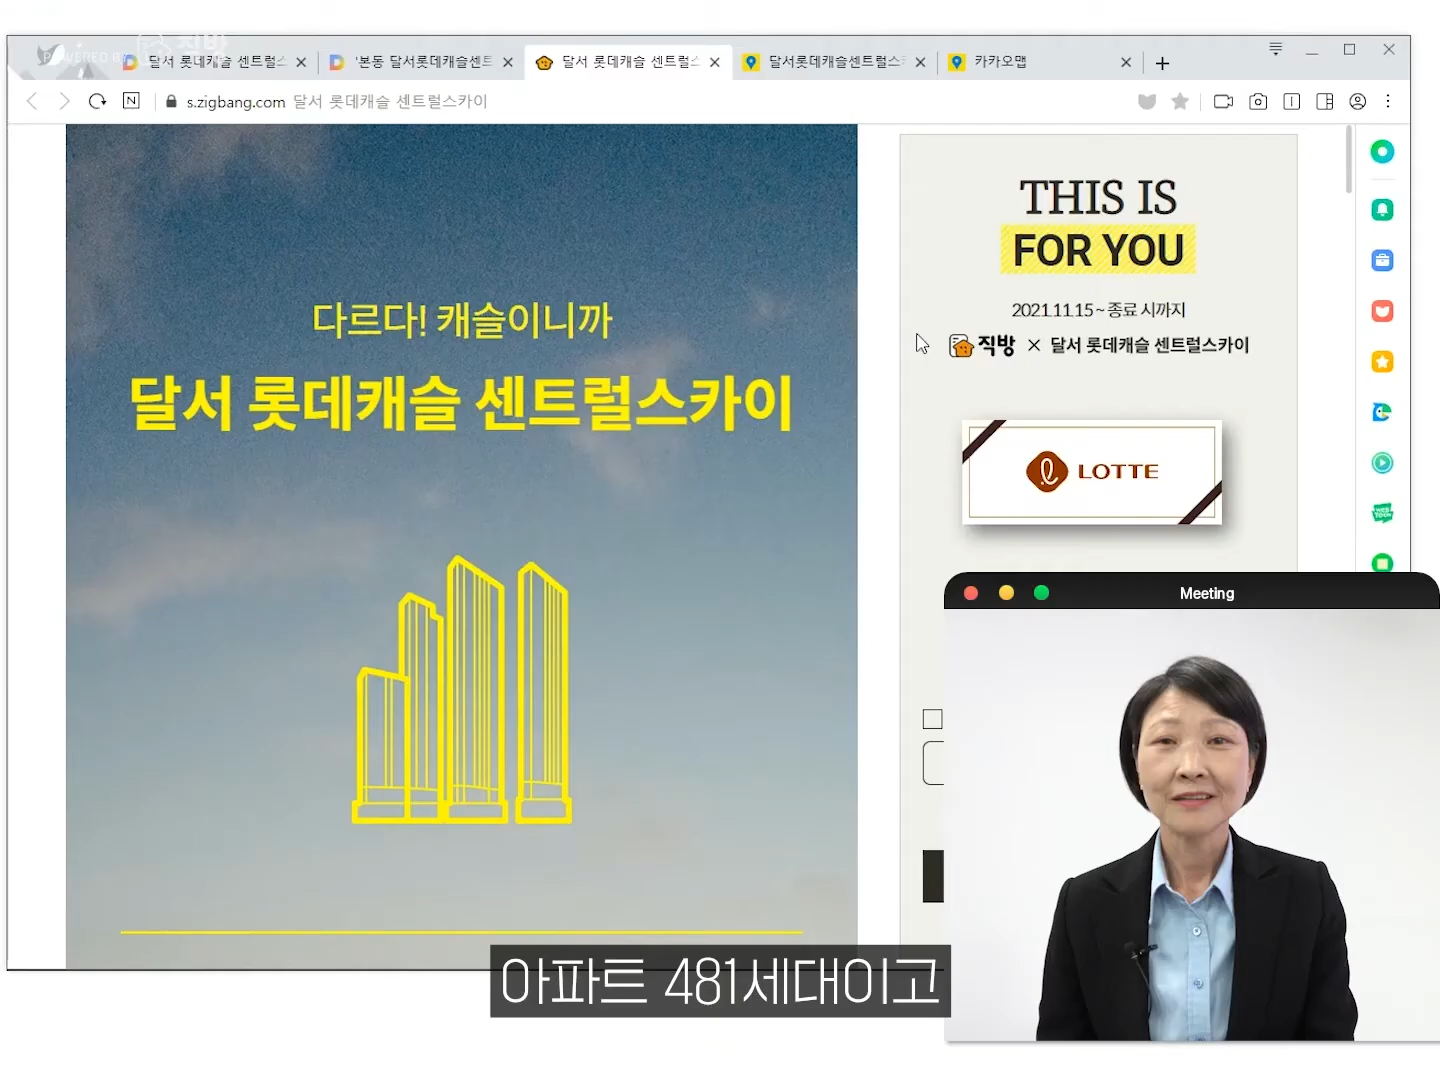 POWERED BY 직방
달서 롯데캐슬 센트럴스
'본동 달서롯데캐슬센트
달서 롯데캐슬 센트럴스
달서롯데캐슬센트럴스
카카오맵
N
s.zigbang.com 달서 롯데캐슬 센트럴스카이
다르다! 캐슬이니까
달서 롯데캐슬 센트럴스카이
THIS IS
FOR YOU
2021.11.15~종료 시까지
직방 × 달서 롯데캐슬 센트럴스카이
LOTTE
WEB
TOON
Meeting
아파트 481세대이고